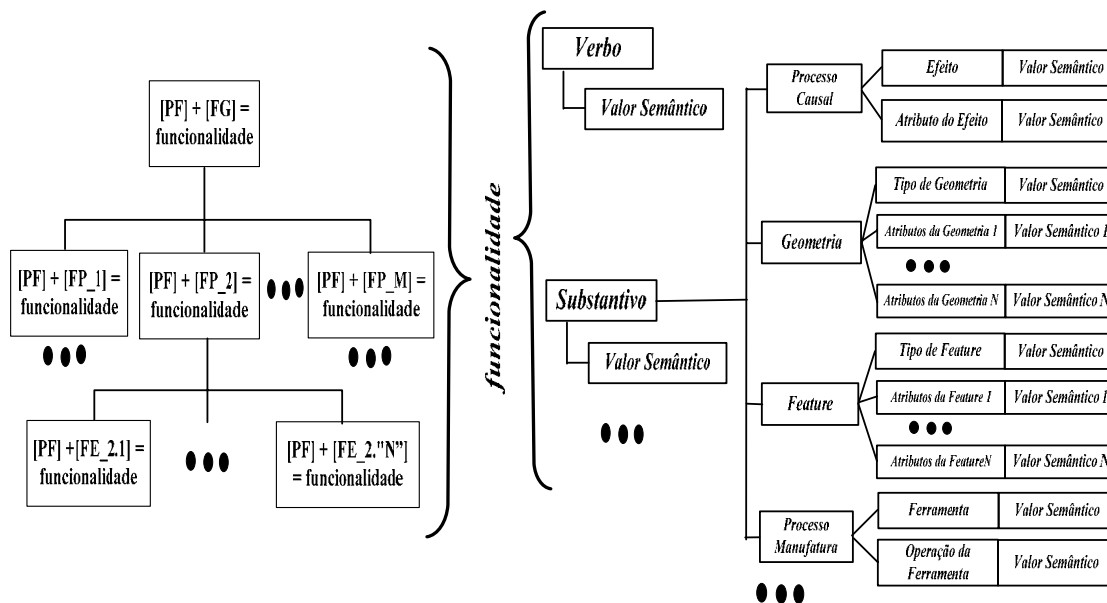 [PF] + [FG] =
funcionalidade
[PF] + [FP_1] =
funcionalidade
[PF] + [FP_2] =
funcionalidade
[PF] + [FP_M] =
funcionalidade
[PF] +[FE_2.1] =
funcionalidade
[PF] + [FE_2."N”]
= funcionalidade
funcionalidade
Verbo
Valor Semântico
Substantivo
Valor Semântico
Processo
Causal
Efeito
Valor Semântico
Atributo do Efeito
Valor Semântico
Geometria
Tipo de Geometria
Valor Semântico
Atributos da Geometria 1
Valor Semântico 1
Atributos da Geometria N
Valor Semântico N
Feature
Tipo de Feature
Valor Semântico
Atributos da Feature 1
Valor Semântico 1
Atributos da FeatureN
Valor Semântico N
Processo
Manufatura
Ferramenta
Valor Semântico
Operação da
Ferramenta
Valor Semântico